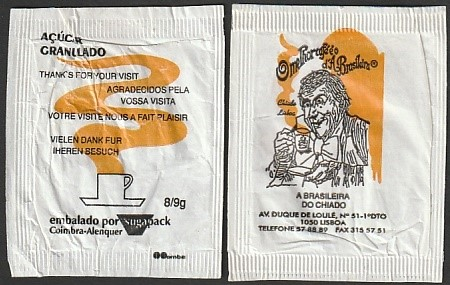 AÇÚCAR
GRANULADO
THANK'S FOR YOUR VISIT
AGRADECIDOS PELA
VOSSA VISITA
VOTRE VISITE NOUS A FAIT PLAISIR
VIELEN DANK FUR
IHEREN BESUCH
8/9g
embalado por sugapack
Coimbra-Alenquer
O melhor café é o
d'A Brasileira
Chiado
Lisboa
A BRASILEIRA
DO CHIADO
AV. DUQUE DE LOULÉ, Nº 51-1ºDTO
1050 LISBOA
TELEFONE 57 88 89 FAX 315 57 51